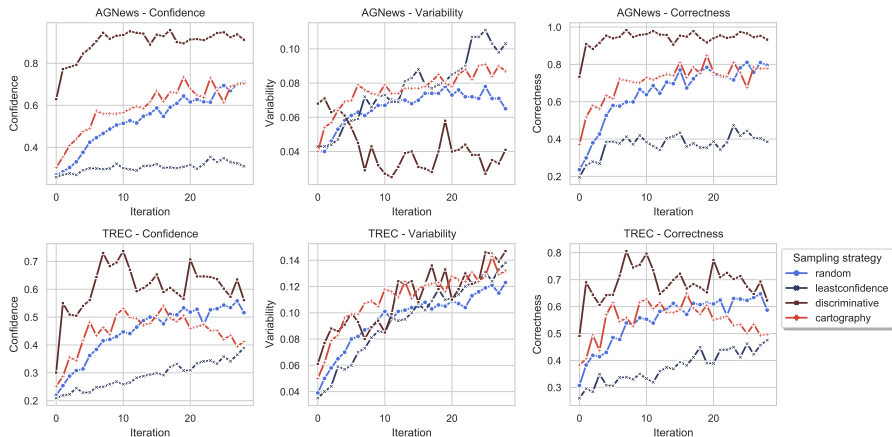 AGNews - Confidence
AGNews - Variability
AGNews - Correctness
Confidence
0.8
0.6
0.4
0 10 20
Iteration
Variability
0.10
0.08
0.06
0.04
0 10 20
Iteration
Correctness
1.0
0.8
0.6
0.4
0.2
0 10 20
Iteration
TREC - Confidence
TREC - Variability
TREC - Correctness
Confidence
0.7
0.6
0.5
0.4
0.3
0.2
0 10 20
Iteration
Variability
0.14
0.12
0.10
0.08
0.06
0.04
0 10 20
Iteration
Correctness
0.8
0.7
0.6
0.5
0.4
0.3
0 10 20
Iteration
Sampling strategy
random
leastconfidence
discriminative
cartography